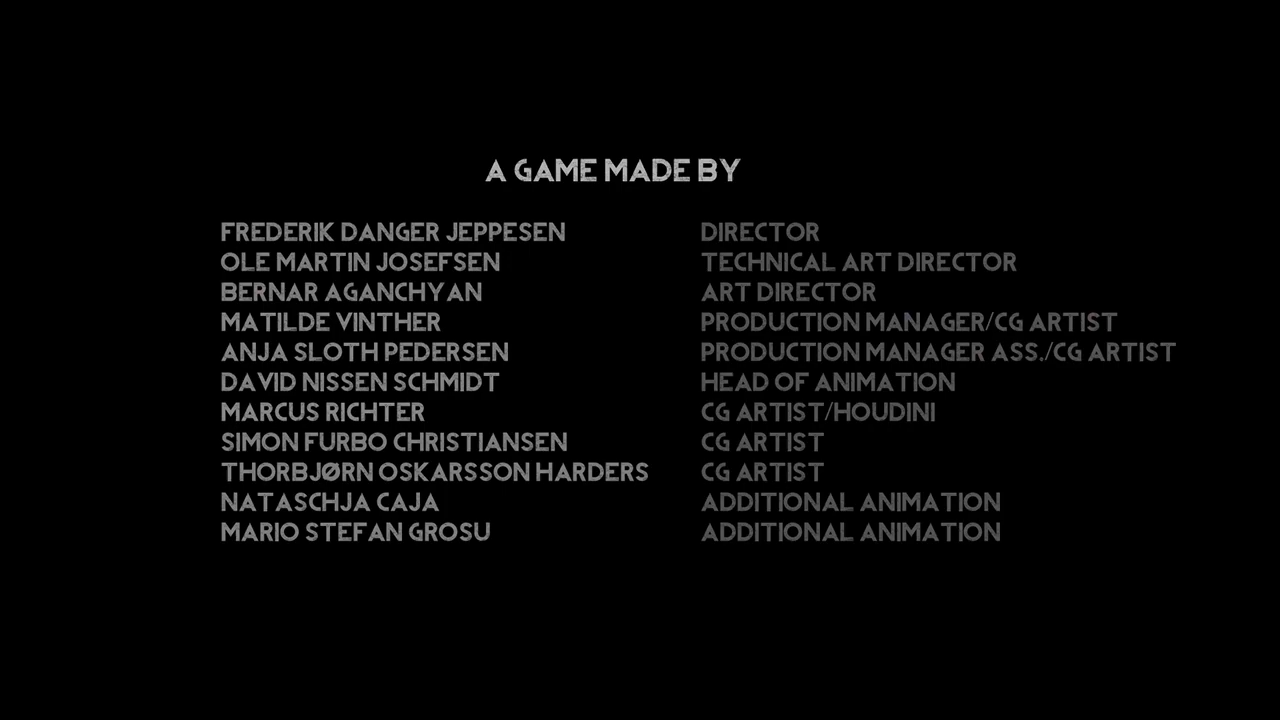 A GAME MADE BY
FREDERIK DANGER JEPPESEN DIRECTOR
OLE MARTIN JOSEFSEN TECHNICAL ART DIRECTOR
BERNAR AGANCHYAN ART DIRECTOR
MATILDE VINTHER PRODUCTION MANAGER/CG ARTIST
ANJA SLOTH PEDERSEN PRODUCTION MANAGER ASS./CG ARTIST
DAVID NISSEN SCHMIDT HEAD OF ANIMATION
MARCUS RICHTER CG ARTIST/HOUDINI
SIMON FURBO CHRISTIANSEN CG ARTIST
THORBJØRN OSKARSSON HARDERS CG ARTIST
NATASCHJA CAJA ADDITIONAL ANIMATION
MARIO STEFAN GROSU ADDITIONAL ANIMATION